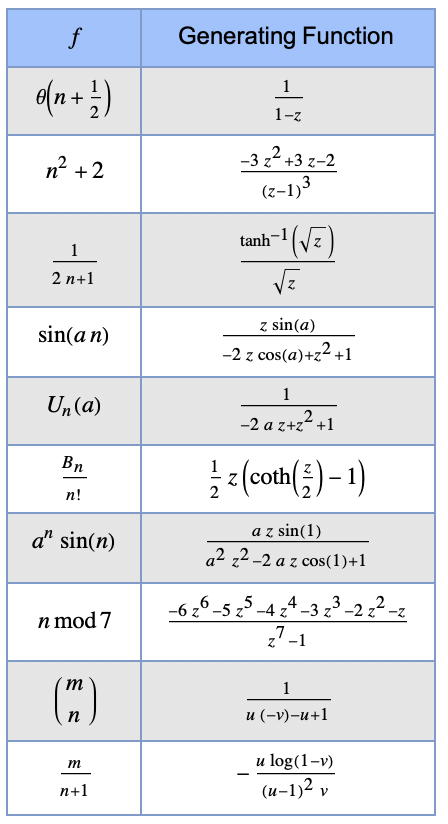 f Generating Function
θ(n + 1/2) 1/(1−z)
n² + 2 (−3 z² +3 z−2)/(z−1)³
1/(2 n+1) tanh⁻¹(√z)/√z
sin(a n) z sin(a)/(−2 z cos(a)+z² +1)
Uₙ(a) 1/(−2 a z+z² +1)
Bₙ/n! 1/2 z (coth(z/2) − 1)
aⁿ sin(n) a z sin(1)/(a² z² −2 a z cos(1)+1)
n mod 7 (−6 z⁶ −5 z⁵ −4 z⁴ −3 z³ −2 z² −z)/(z⁷ −1)
(m n) 1/(u (−v)−u+1)
m/(n+1) − u log(1−v)/((u−1)² v)